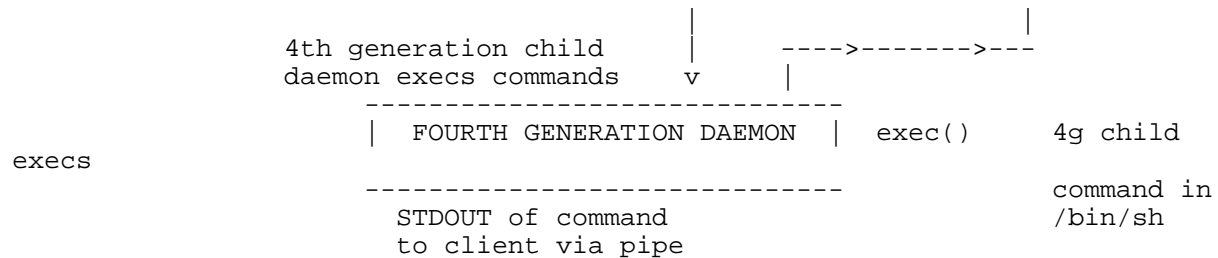 |                    |
4th generation child     |     ---->------->---
daemon execs commands    v     |
------------------------------
|  FOURTH GENERATION DAEMON  |  exec()     4g child
execs
------------------------------             command in
STDOUT of command                       /bin/sh
to client via pipe